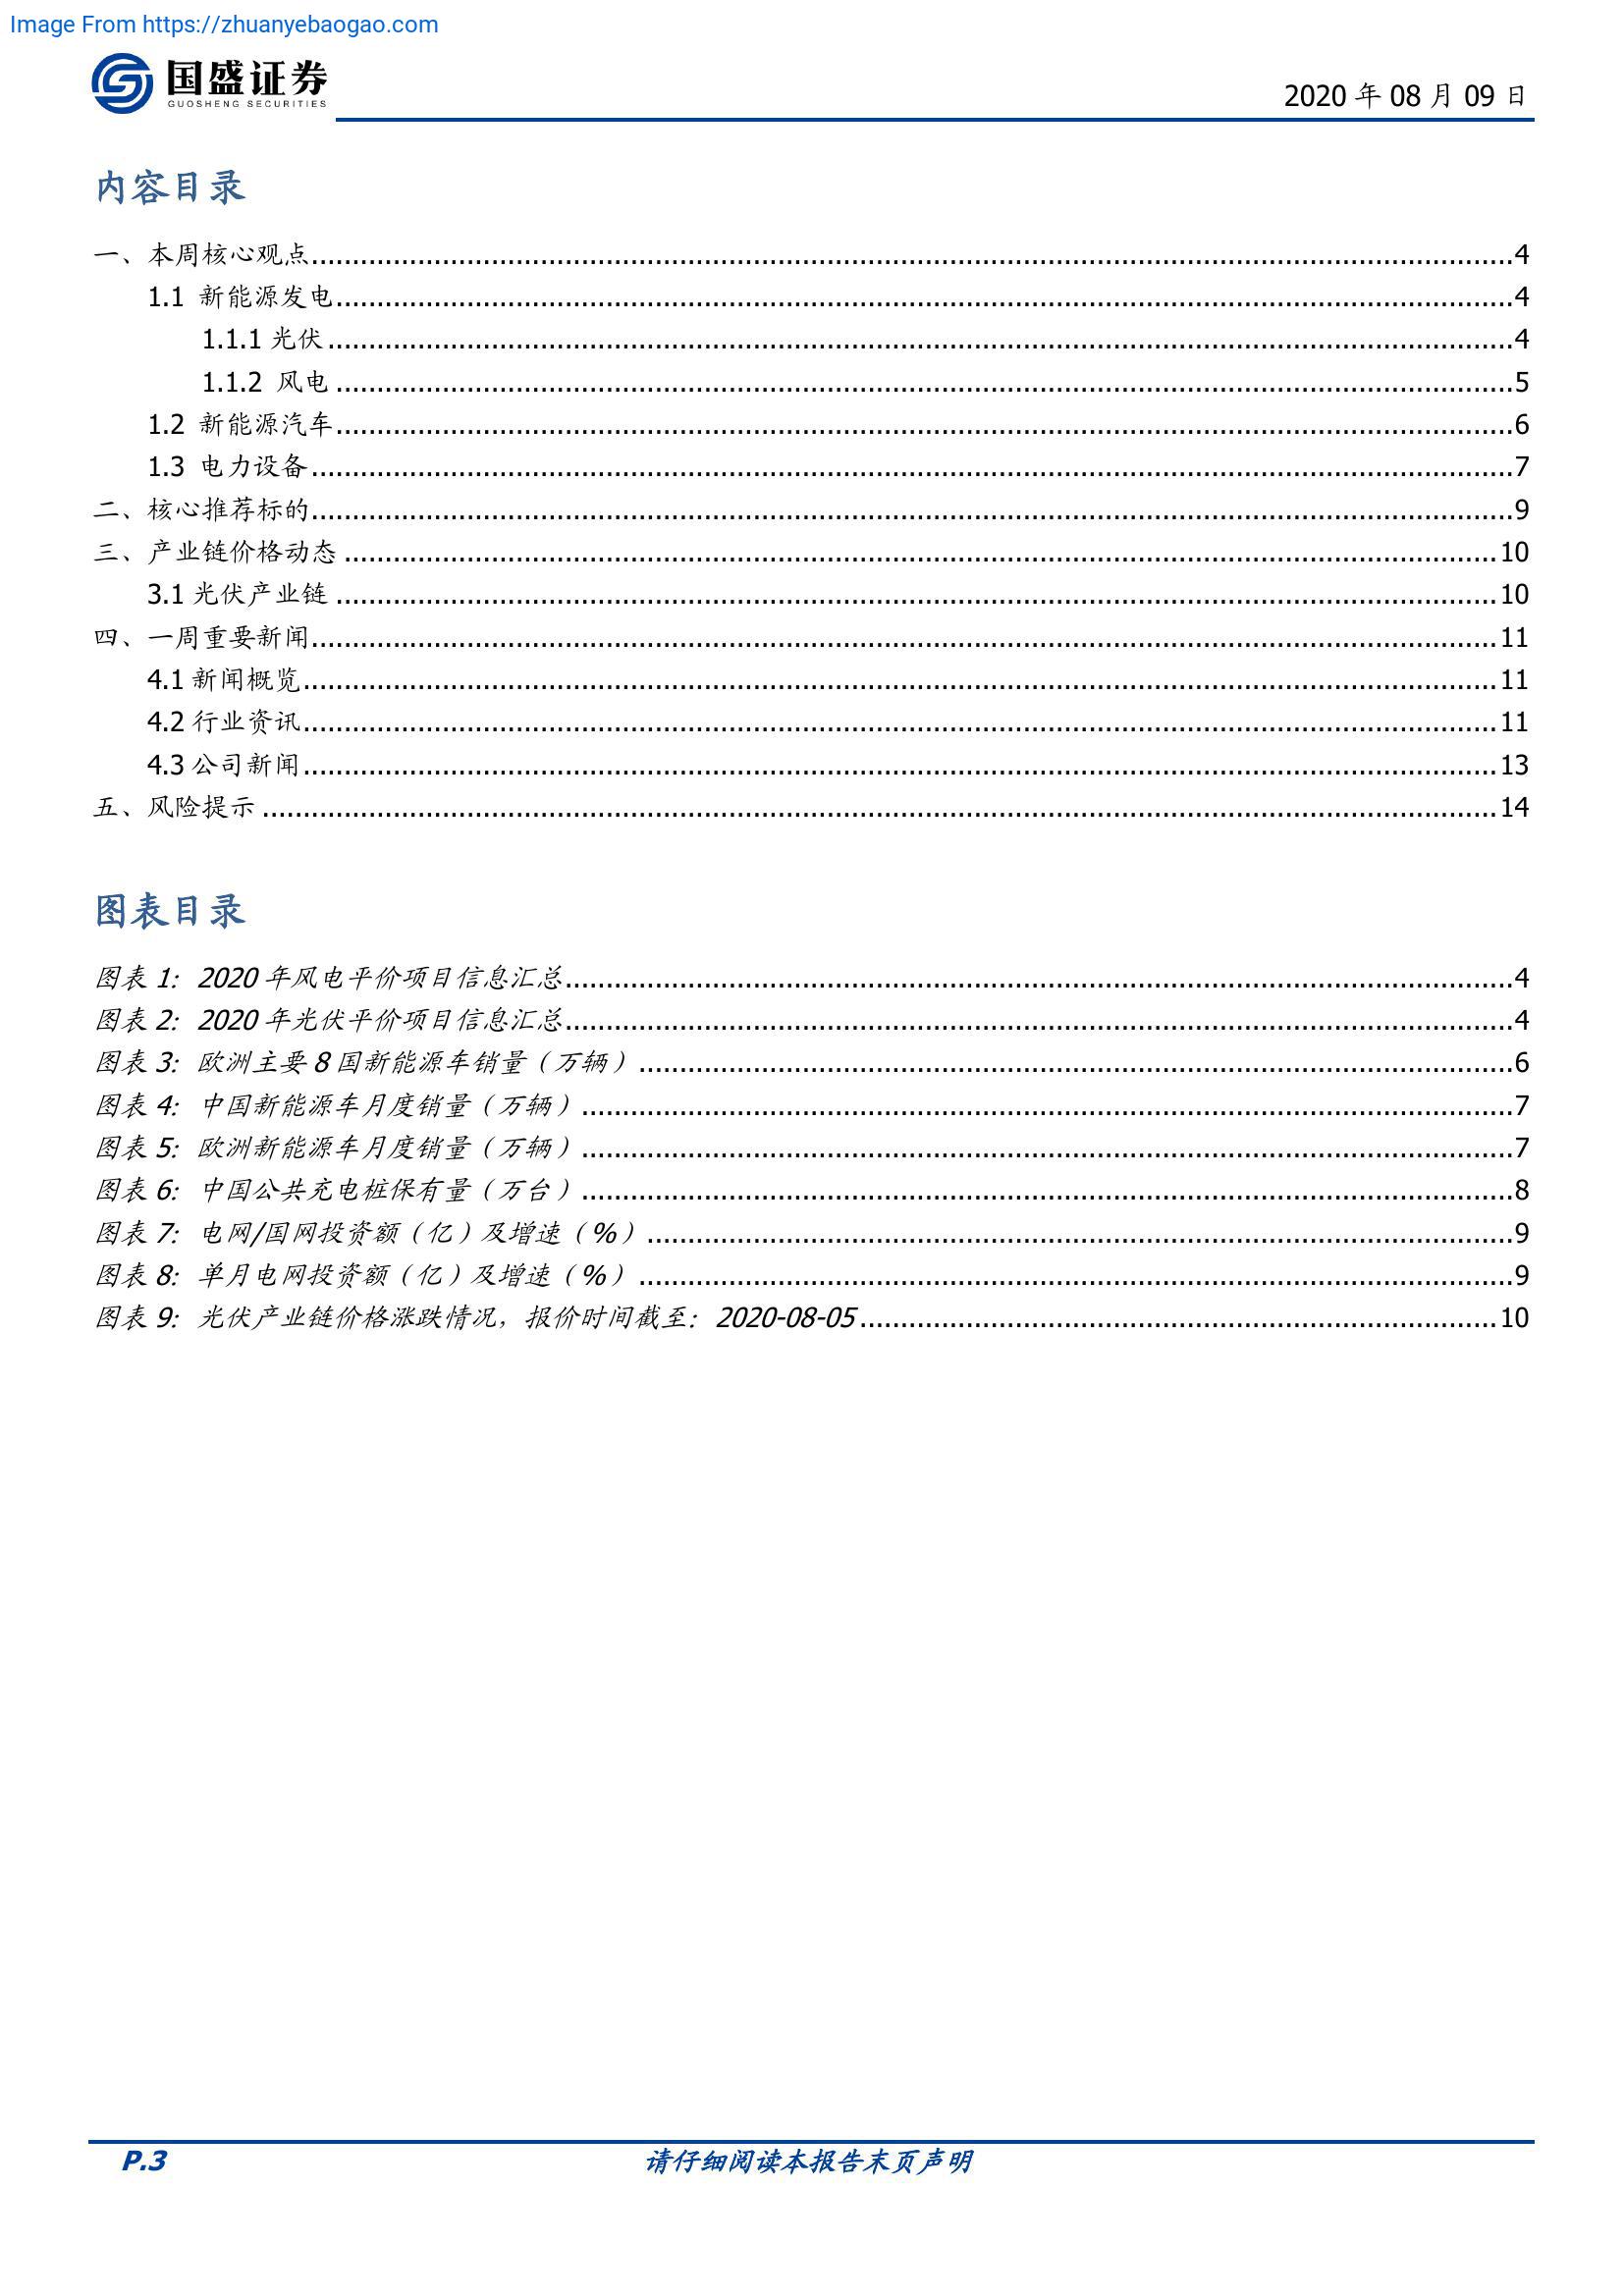 Image From https://zhuanyebaogao.com
国盛证券
GUOSHENG SECURITIES
2020 年 08 月 09 日
内容目录
一、本周核心观点 4
1.1 新能源发电 4
1.1.1 光伏 4
1.1.2 风电 5
1.2 新能源汽车 6
1.3 电力设备 7
二、核心推荐标的 9
三、产业链价格动态 10
3.1 光伏产业链 10
四、一周重要新闻 11
4.1 新闻概览 11
4.2 行业资讯 11
4.3 公司新闻 13
五、风险提示 14
图表目录
图表 1: 2020 年风电平价项目信息汇总 4
图表 2: 2020 年光伏平价项目信息汇总 4
图表 3: 欧洲主要 8 国新能源车销量（万辆） 6
图表 4: 中国新能源车月度销量（万辆） 7
图表 5: 欧洲新能源车月度销量（万辆） 7
图表 6: 中国公共充电桩保有量（万台） 8
图表 7: 电网/国网投资额（亿）及增速（%） 9
图表 8: 单月电网投资额（亿）及增速（%） 9
图表 9: 光伏产业链价格涨跌情况，报价时间截至: 2020-08-05 10
P.3
请仔细阅读本报告末页声明